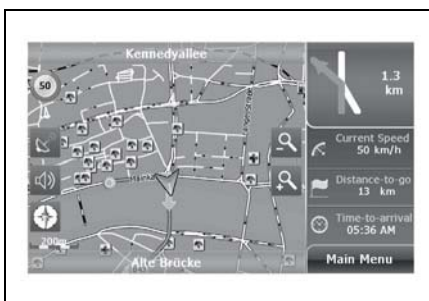 Kennedyallee
50
1.3
km
Current Speed
50 km/h
Distance-to-go
13 km
Time-to-arrival
05:36 AM
200m
Alte Brücke
Main Menu